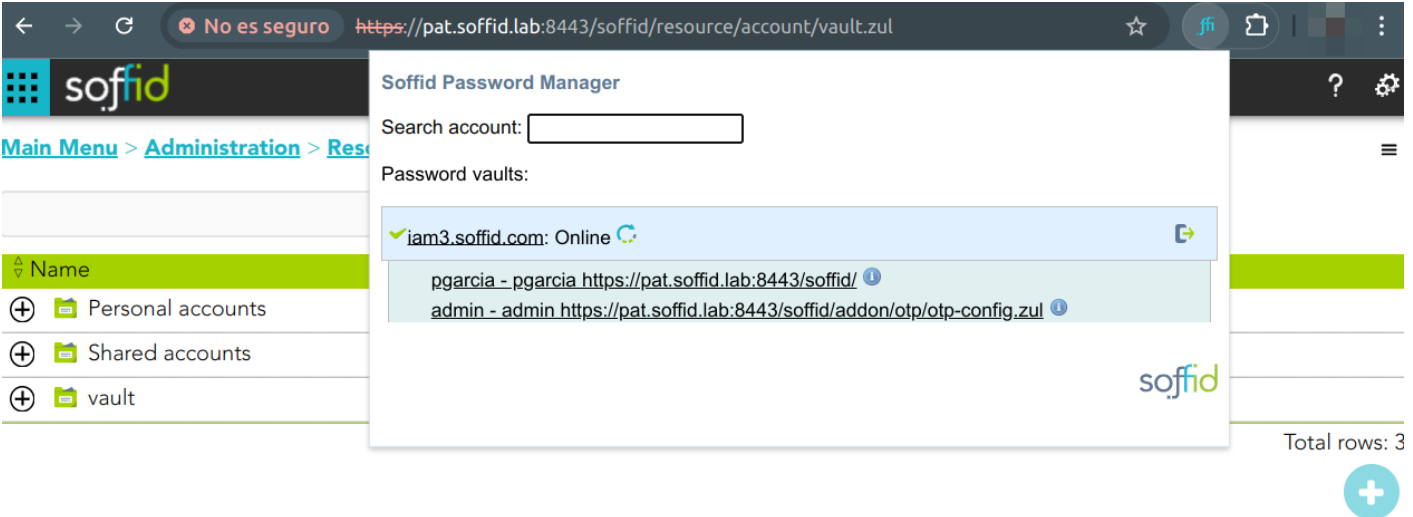 No es seguro https://pat.soffid.lab:8443/soffid/resource/account/vault.zul ffi
soffid
Main Menu > Administration > Reso
Soffid Password Manager
Search account:
Password vaults:
iam3.soffid.com: Online
pgarcia - pgarcia https://pat.soffid.lab:8443/soffid/
admin - admin https://pat.soffid.lab:8443/soffid/addon/otp/otp-config.zul
soffid
Name
Personal accounts
Shared accounts
vault
Total rows: 3